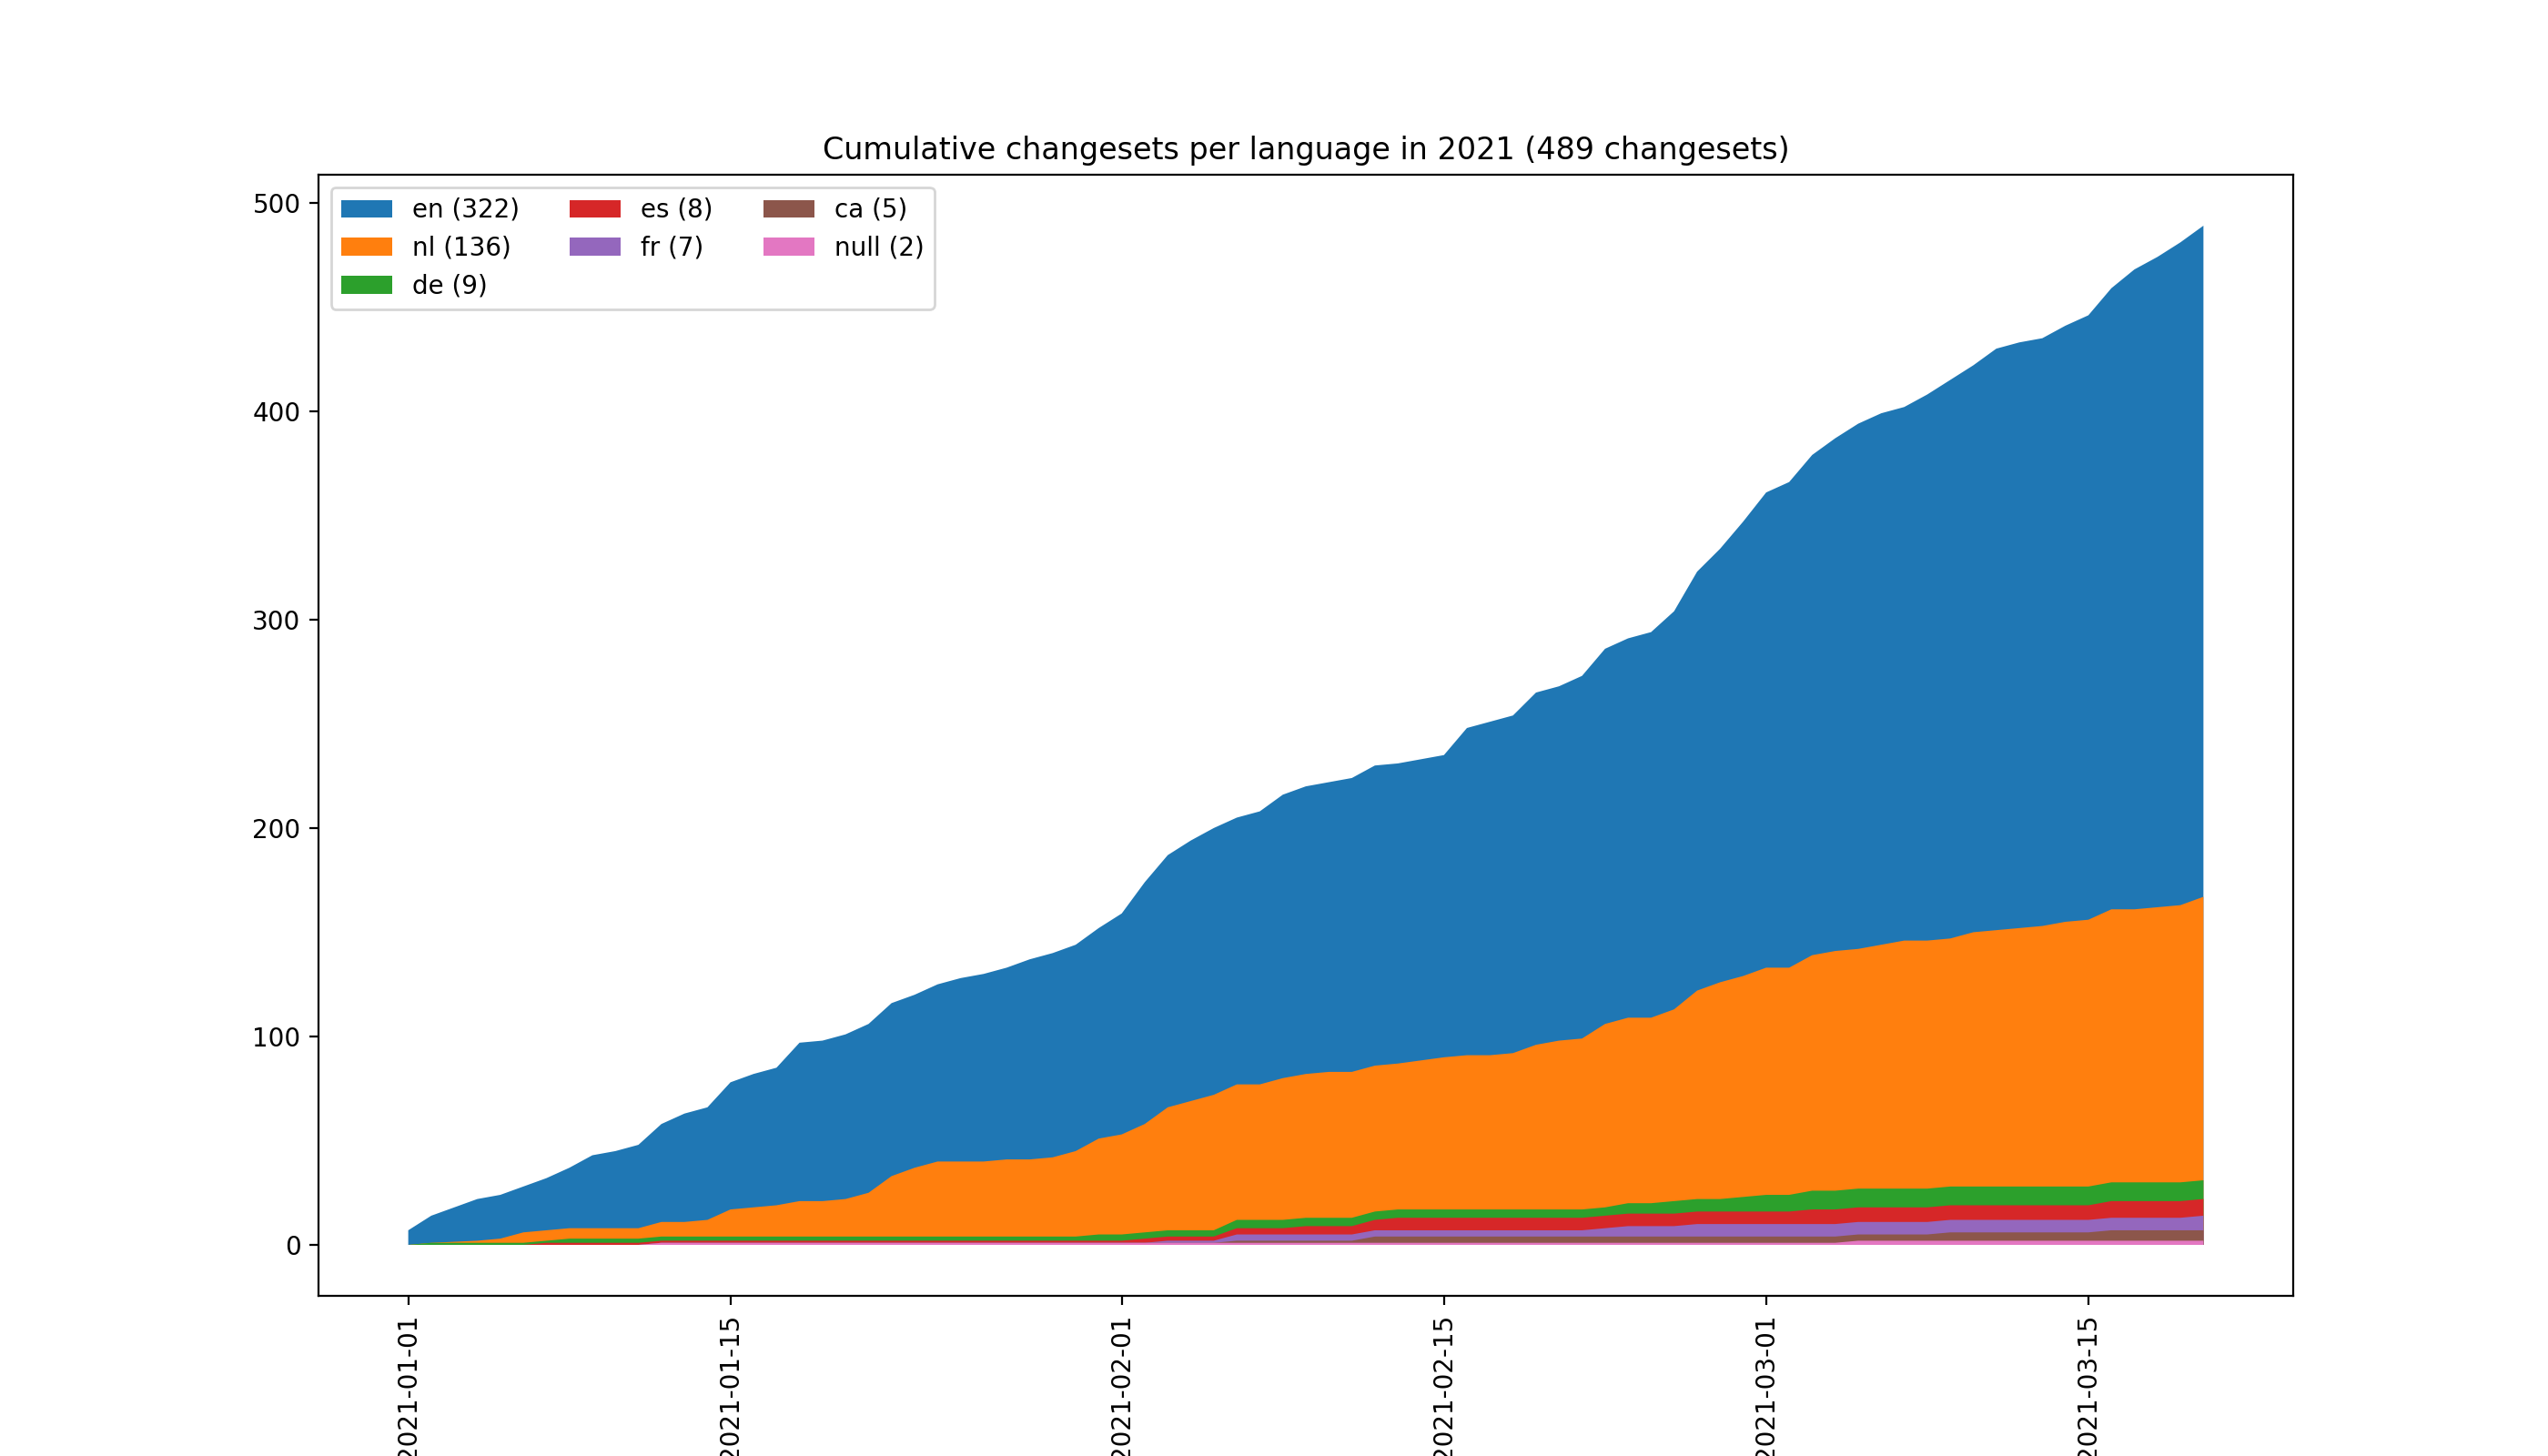 Cumulative changesets per language in 2021 (489 changesets)
en (322)
nl (136)
de (9)
es (8)
fr (7)
ca (5)
null (2)
500
400
300
200
100
0
2021-01-01
2021-01-15
2021-02-01
2021-02-15
2021-03-01
2021-03-15